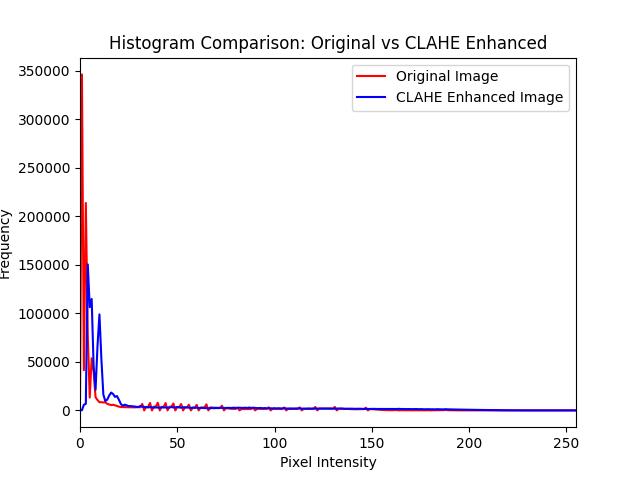 Histogram Comparison: Original vs CLAHE Enhanced
Original Image
CLAHE Enhanced Image
Frequency
350000
300000
250000
200000
150000
100000
50000
0
0 50 100 150 200 250
Pixel Intensity